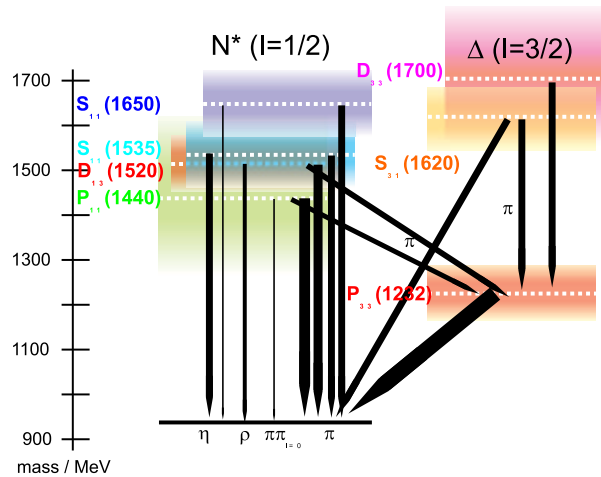 N* (I=1/2)
Δ (I=3/2)
D₃₃ (1700)
1700
S₁₁ (1650)
S₁₁ (1535)
1500
D₁₃ (1520)
S₃₁ (1620)
P₁₁ (1440)
π
π
1300
P₃₃ (1232)
1100
900
η
ρ
ππ I=0
π
mass / MeV